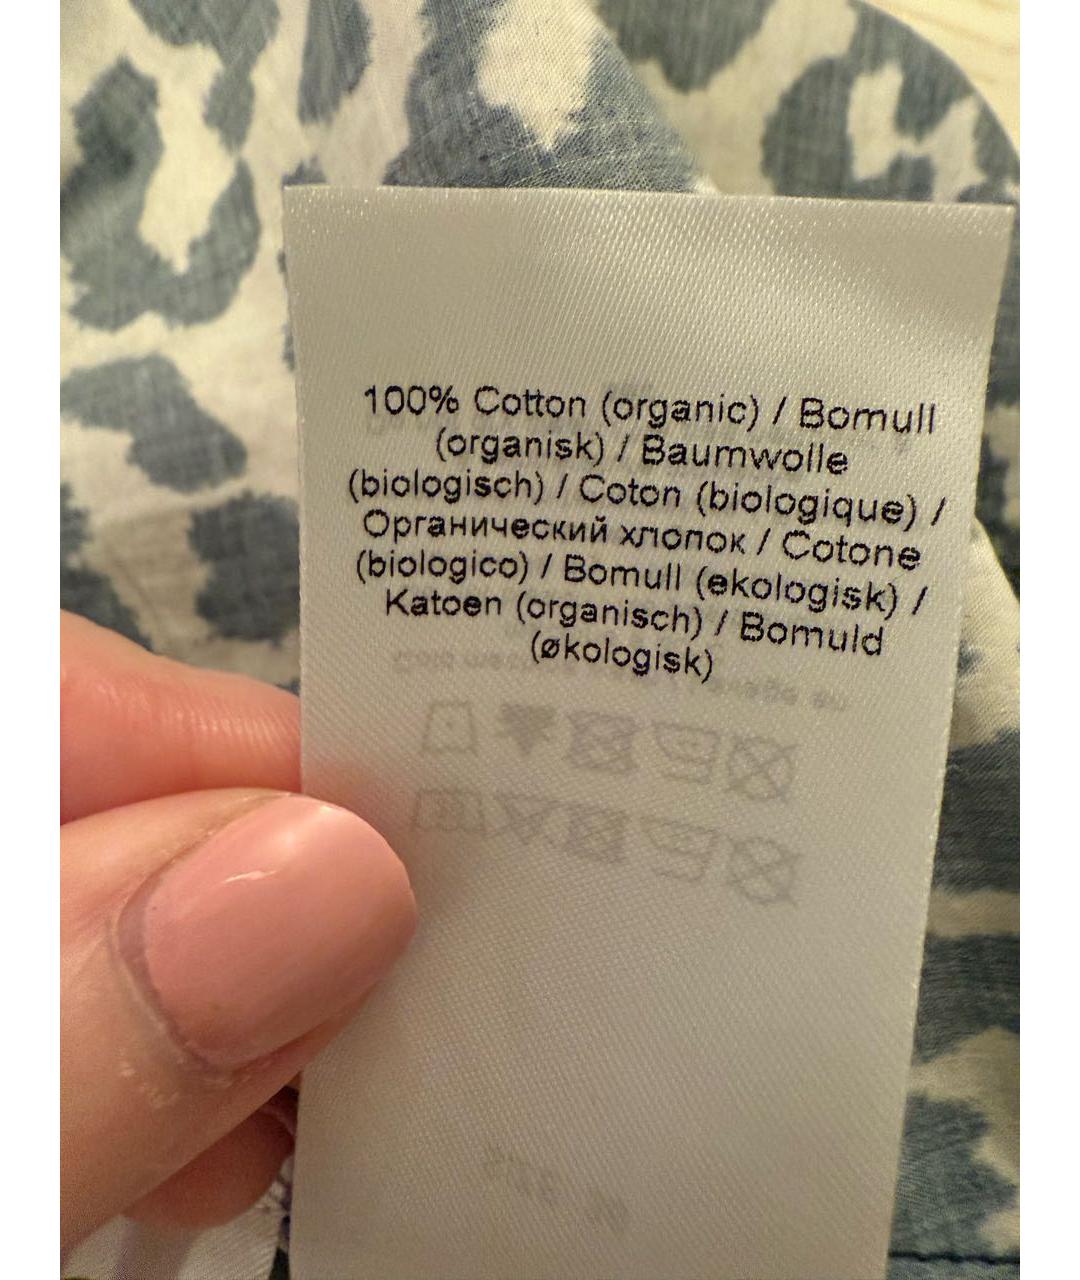 100% Cotton (organic) / Bomull
(organisk) / Baumwolle
(biologisch) / Coton (biologique) /
Органический хлопок / Cotone
(biologico) / Bomull (ekologisk) /
Katoen (organisch) / Bomuld
(økologisk)